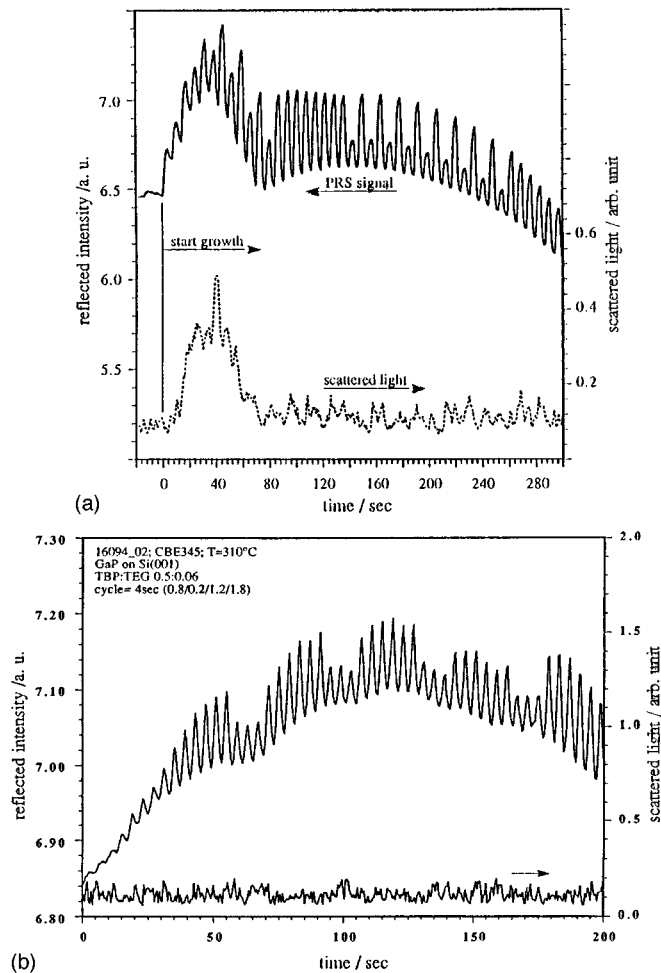 7.0
6.5
6.0
5.5
reflected intensity /a. u.
PRS signal
start growth
scattered light
0.6
0.4
0.2
scattered light / arb. unit
0 40 80 120 160 200 240 280
time / sec
(a)
7.30
7.20
7.10
7.00
6.90
6.80
reflected intensity /a. u.
16094_02; CBE345; T=310°C
GaP on Si(001)
TBP:TEG 0.5:0.06
cycle= 4sec (0.8/0.2/1.2/1.8)
2.0
1.5
1.0
0.5
0.0
scattered light / arb. unit
0 50 100 150 200
time / sec
(b)